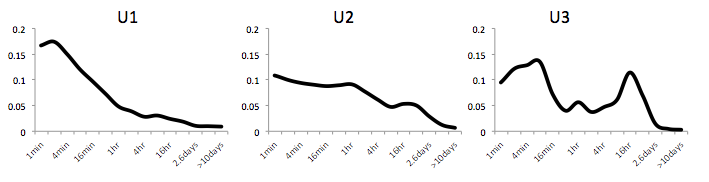 U1
0.2
0.15
0.1
0.05
0
1min
4min
16min
1hr
4hr
16hr
2.6days
>10days
U2
0.2
0.15
0.1
0.05
0
1min
4min
16min
1hr
4hr
16hr
2.6days
>10days
U3
0.2
0.15
0.1
0.05
0
1min
4min
16min
1hr
4hr
16hr
2.6days
>10days